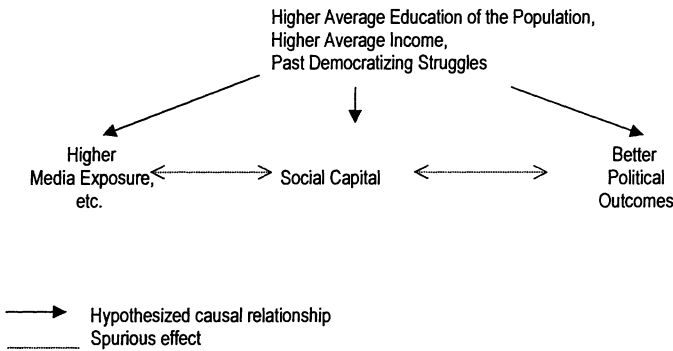 Higher Average Education of the Population,
Higher Average Income,
Past Democratizing Struggles
Higher
Media Exposure,
etc.
Social Capital
Better
Political
Outcomes
Hypothesized causal relationship
Spurious effect